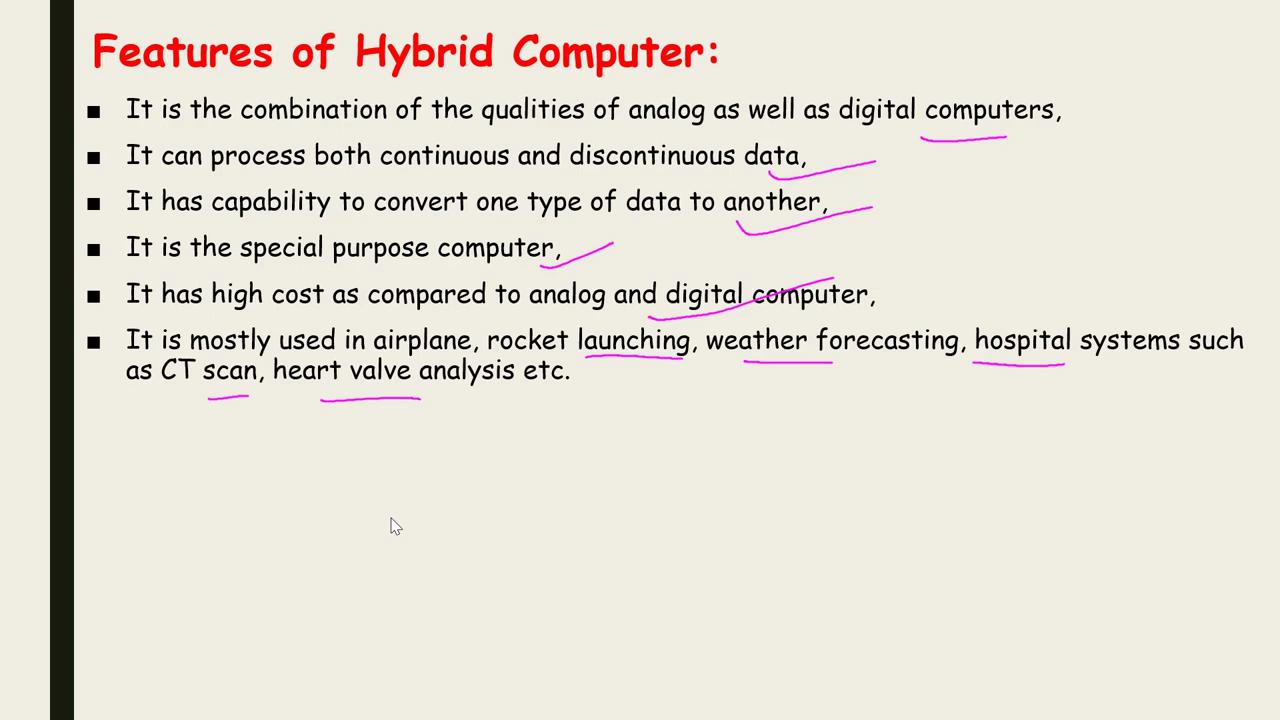 Features of Hybrid Computer:
▪ It is the combination of the qualities of analog as well as digital computers,
▪ It can process both continuous and discontinuous data,
▪ It has capability to convert one type of data to another,
▪ It is the special purpose computer,
▪ It has high cost as compared to analog and digital computer,
▪ It is mostly used in airplane, rocket launching, weather forecasting, hospital systems such
as CT scan, heart valve analysis etc.